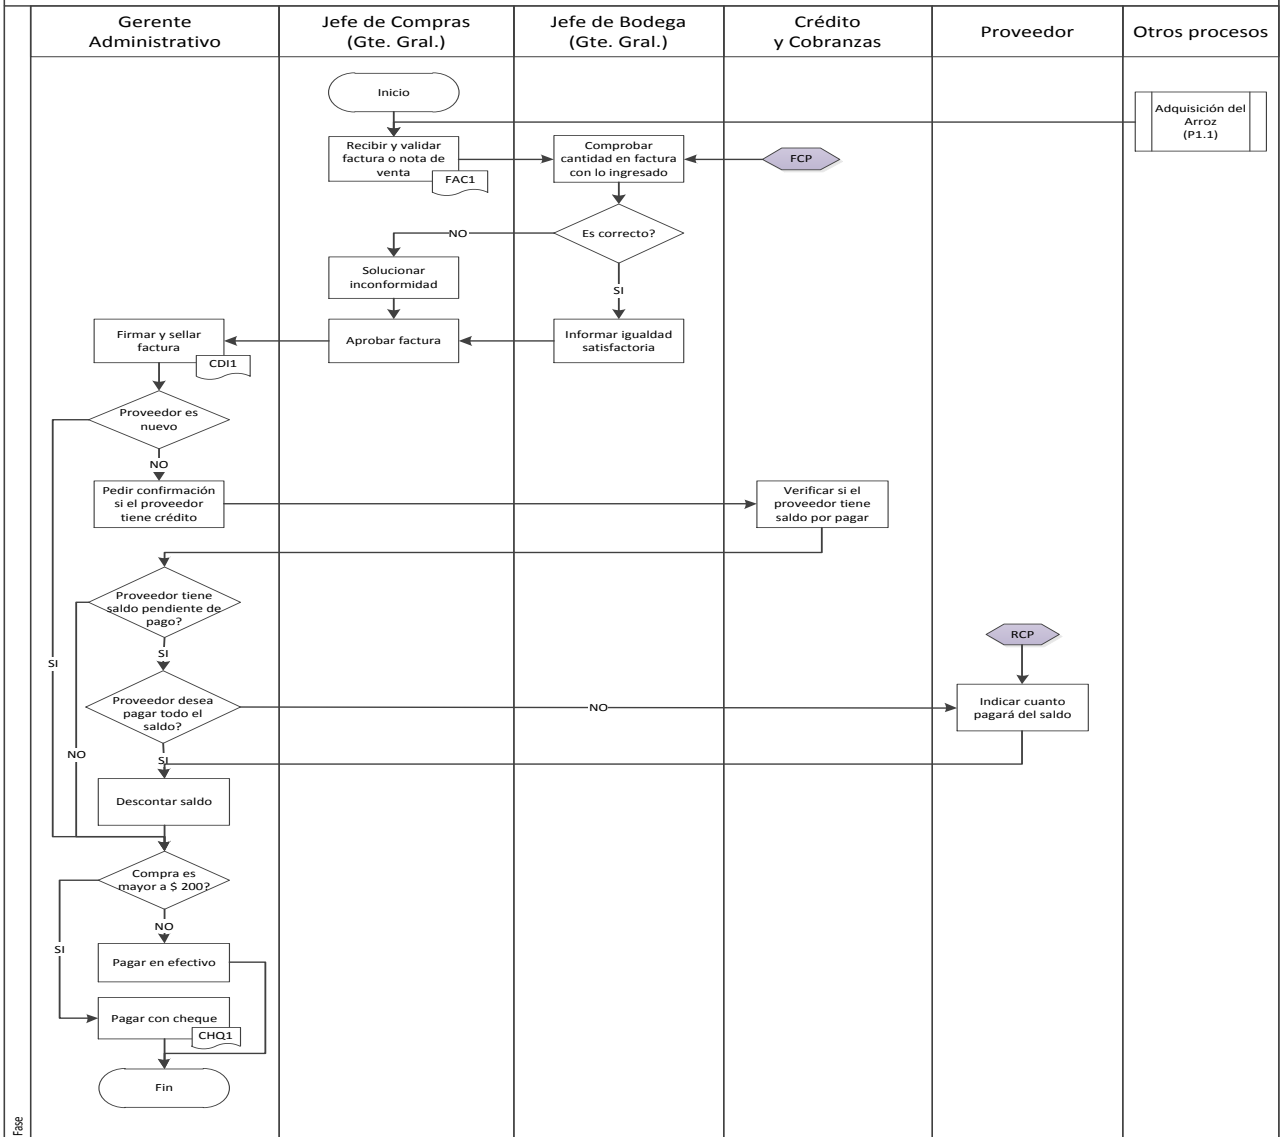 Gerente
Administrativo
Jefe de Compras
(Gte. Gral.)
Jefe de Bodega
(Gte. Gral.)
Crédito
y Cobranzas
Proveedor
Otros procesos
Inicio
Adquisición del
Arroz
(P1.1)
Recibir y validar
factura o nota de
venta
FAC1
Comprobar
cantidad en factura
con lo ingresado
FCP
Es correcto?
NO
SI
Solucionar
inconformidad
Firmar y sellar
factura
CDI1
Aprobar factura
Informar igualdad
satisfactoria
Proveedor es
nuevo
NO
Pedir confirmación
si el proveedor
tiene crédito
Verificar si el
proveedor tiene
saldo por pagar
Proveedor tiene
saldo pendiente de
pago?
RCP
SI
SI
Proveedor desea
pagar todo el
saldo?
NO
Indicar cuanto
pagará del saldo
NO
SI
Descontar saldo
Compra es
mayor a $ 200?
NO
SI
Pagar en efectivo
Pagar con cheque
CHQ1
Fin
Fase